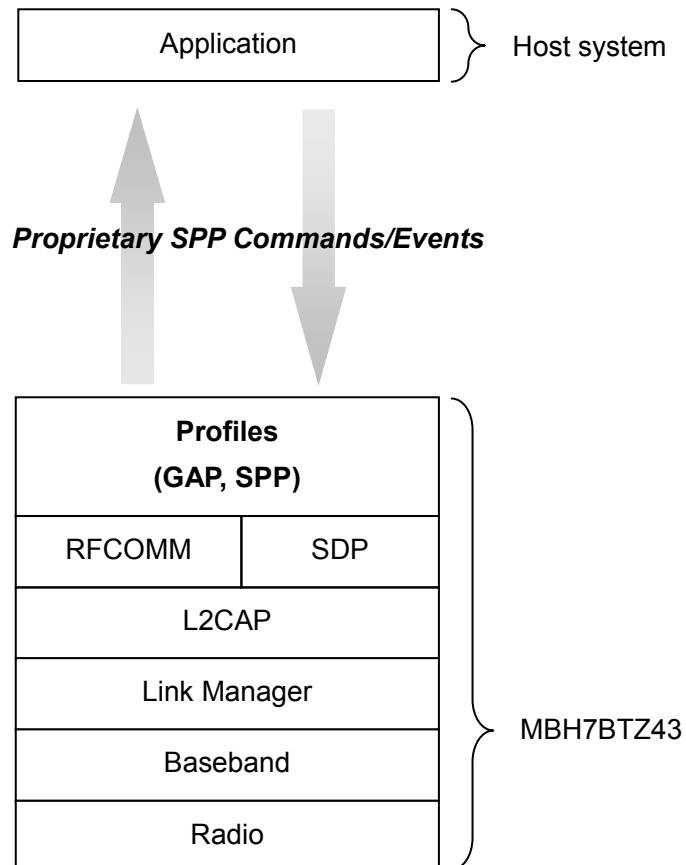 Application
Host system
Proprietary SPP Commands/Events
Profiles
(GAP, SPP)
RFCOMM
SDP
L2CAP
Link Manager
MBH7BTZ43
Baseband
Radio